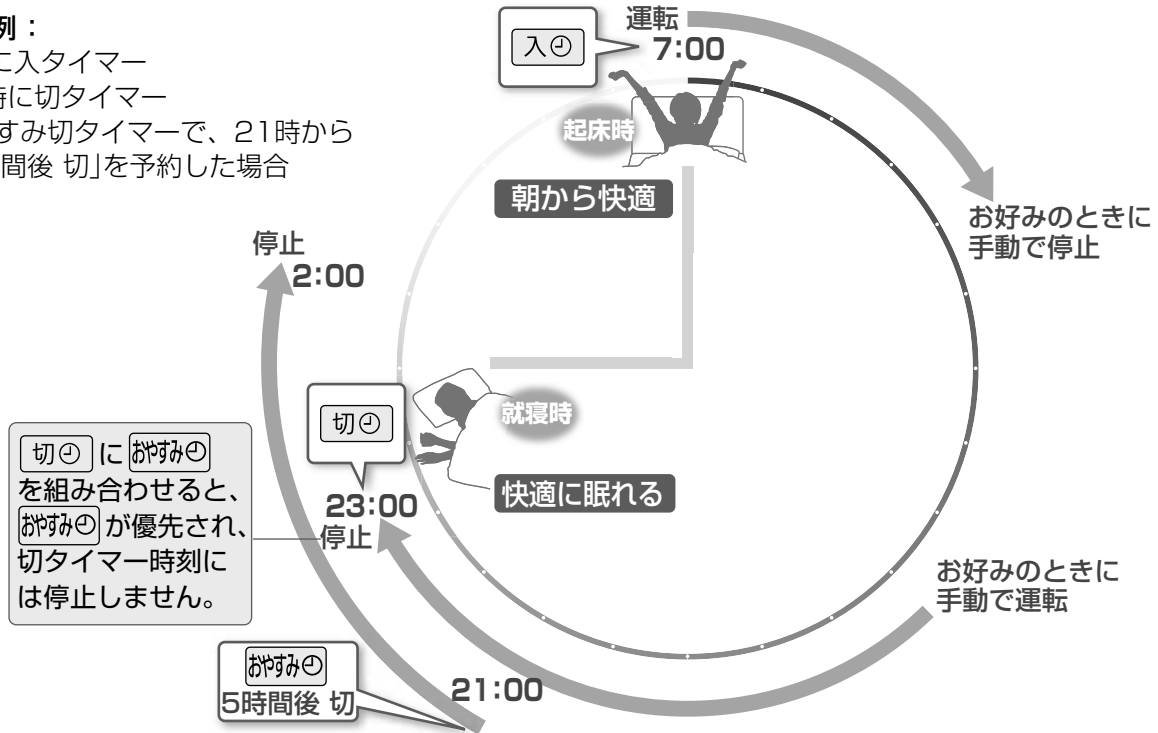 例：
に入タイマー
時に切タイマー
すみ切タイマーで、21時から
間後 切」を予約した場合
入
運転
7:00
起床時
朝から快適
お好みのときに
手動で停止
停止
2:00
切
就寝時
快適に眠れる
23:00
停止
切 に おやすみ
を組み合わせると、
おやすみ が優先され、
切タイマー時刻に
は停止しません。
お好みのときに
手動で運転
おやすみ
5時間後 切
21:00